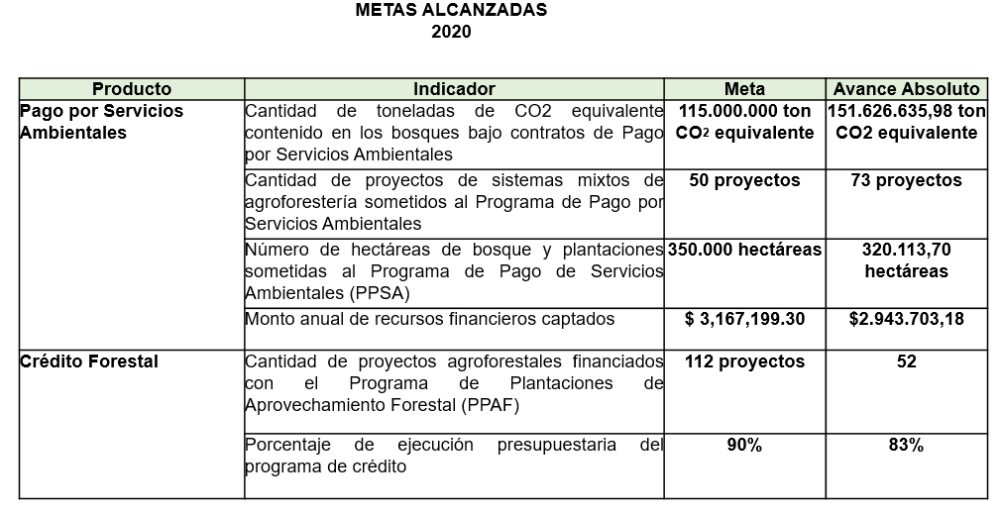 METAS ALCANZADAS
2020
Producto Indicador Meta Avance Absoluto
Pago por Servicios
Ambientales
Cantidad de toneladas de CO2 equivalente
contenido en los bosques bajo contratos de Pago
por Servicios Ambientales
115.000.000 ton
CO2 equivalente
151.626.635,98 ton
CO2 equivalente
Cantidad de proyectos de sistemas mixtos de
agroforestería sometidos al Programa de Pago por
Servicios Ambientales
50 proyectos
73 proyectos
Número de hectáreas de bosque y plantaciones
sometidas al Programa de Pago de Servicios
Ambientales (PPSA)
350.000 hectáreas
320.113,70
hectáreas
Monto anual de recursos financieros captados
$ 3,167,199.30
$2.943.703,18
Crédito Forestal
Cantidad de proyectos agroforestales financiados
con el Programa de Plantaciones de
Aprovechamiento Forestal (PPAF)
112 proyectos
52
Porcentaje de ejecución presupuestaria del
programa de crédito
90%
83%